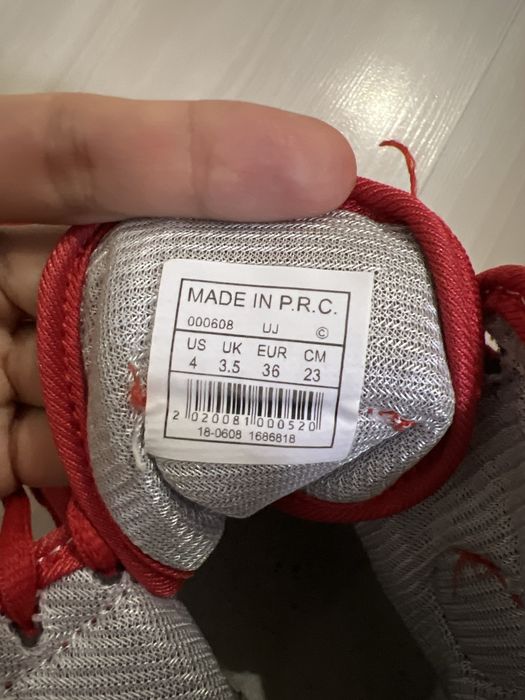 MADE IN P.R.C.
000608 UJ ©
US UK EUR CM
4 3.5 36 23
2 020081 000520
18-0608 1686818